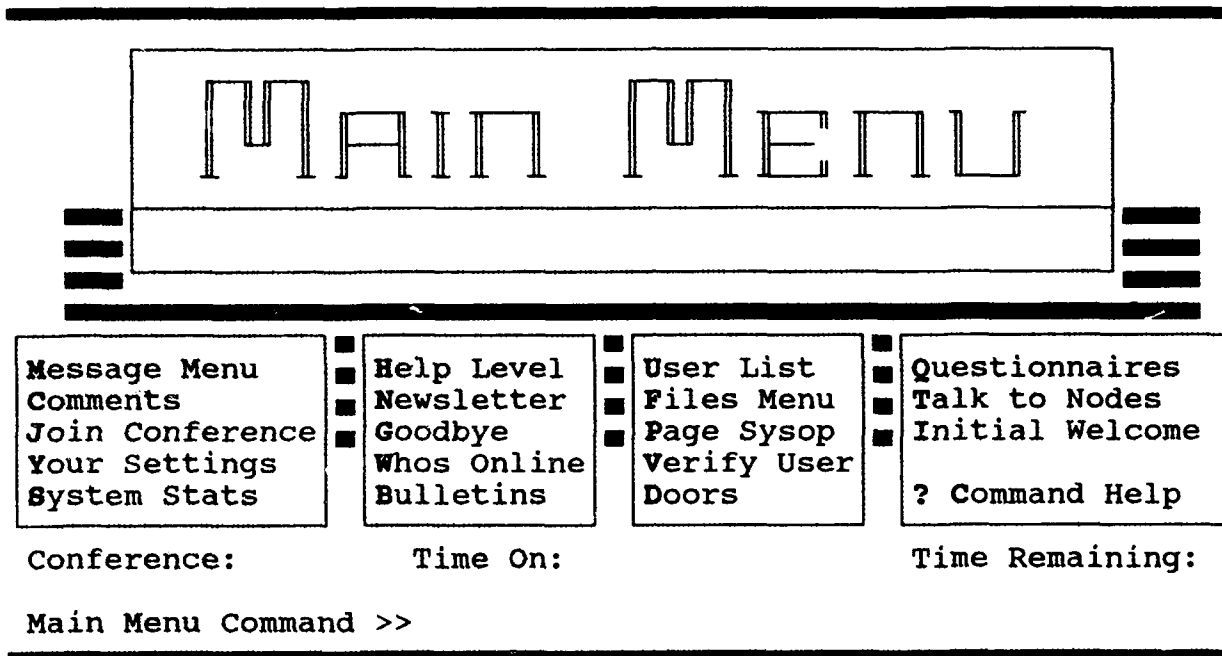 Main Menu
Message Menu
Comments
Join Conference
Your Settings
System Stats
Help Level
Newsletter
Goodbye
Whos Online
Bulletins
User List
Files Menu
Page Sysop
Verify User
Doors
Questionnaires
Talk to Nodes
Initial Welcome
? Command Help
Conference: Time On: Time Remaining:
Main Menu Command >>